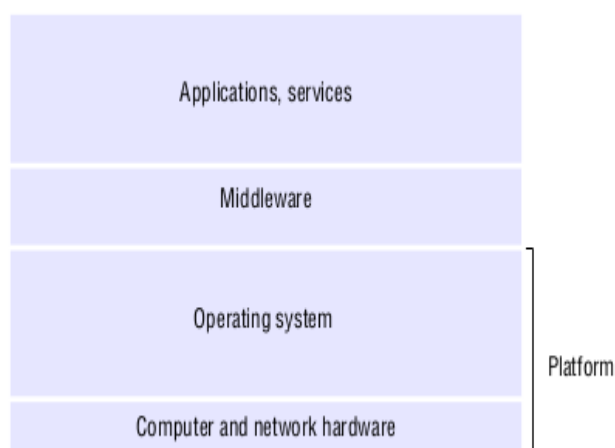 Applications, services
Middleware
Operating system
Platform
Computer and network hardware